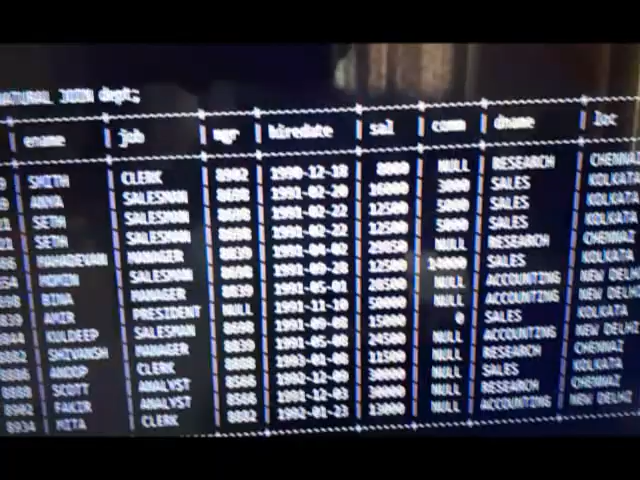 NATURAL JOIN dept;
ename | job | mgr | hiredate | sal | comm | dname | loc
SMITH | CLERK | 8902 | 1990-12-18 | 8000 | NULL | RESEARCH | CHENNAI
ANYA | SALESMAN | 8698 | 1991-02-20 | 16000 | 3000 | SALES | KOLKATA
SETH | SALESMAN | 8698 | 1991-02-22 | 12500 | 5000 | SALES | KOLKATA
SETH | SALESMAN | 8698 | 1991-02-22 | 12500 | 5000 | SALES | KOLKATA
MAHADEVAN | MANAGER | 8839 | 1991-04-02 | 29850 | NULL | RESEARCH | CHENNAI
MOMIN | SALESMAN | 8698 | 1991-09-28 | 12500 | 14000 | SALES | KOLKATA
BINA | MANAGER | 8839 | 1991-05-01 | 28500 | NULL | ACCOUNTING | NEW DELHI
AMIR | PRESIDENT | NULL | 1991-11-10 | 50000 | NULL | ACCOUNTING | NEW DELHI
KULDEEP | SALESMAN | 8698 | 1991-09-08 | 15000 | 0 | SALES | KOLKATA
SHIVANSH | MANAGER | 8839 | 1991-05-08 | 24500 | NULL | ACCOUNTING | NEW DELHI
ANOOP | CLERK | 8698 | 1993-01-08 | 11500 | NULL | RESEARCH | CHENNAI
SCOTT | ANALYST | 8566 | 1992-12-09 | 30000 | NULL | SALES | KOLKATA
8902 | FAKIR | ANALYST | 8566 | 1991-12-03 | 30000 | NULL | RESEARCH | CHENNAI
8934 | MITA | CLERK | 8882 | 1992-01-23 | 13000 | NULL | ACCOUNTING | NEW DELHI